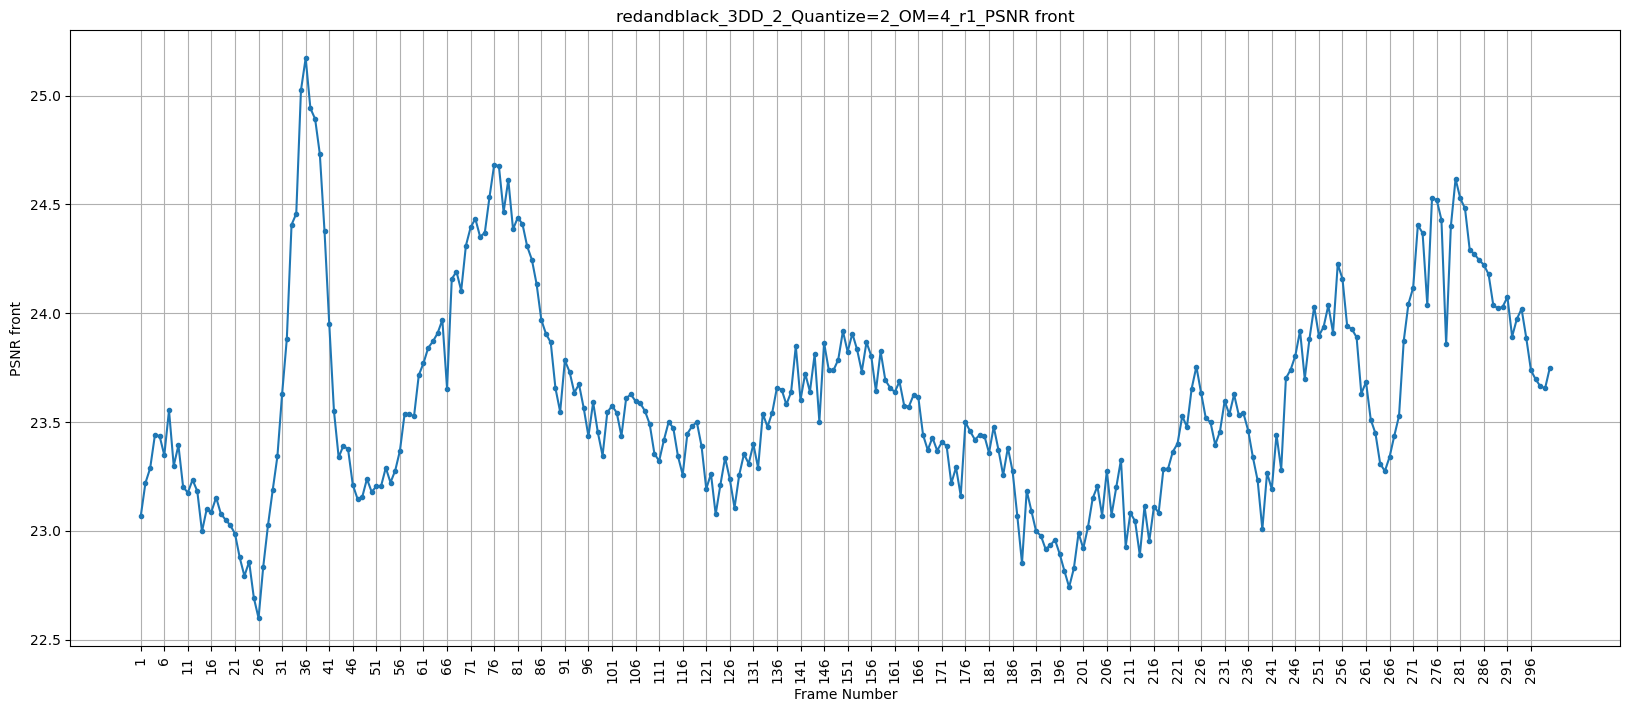 redandblack_3DD_2_Quantize=2_OM=4_r1_PSNR front
PSNR front
25.0
24.5
24.0
23.5
23.0
22.5
1 6 11 16 21 26 31 36 41 46 51 56 61 66 71 76 81 86 91 96 101 106 111 116 121 126 131 136 141 146 151 156 161 166 171 176 181 186 191 196 201 206 211 216 221 226 231 236 241 246 251 256 261 266 271 276 281 286 291 296
Frame Number